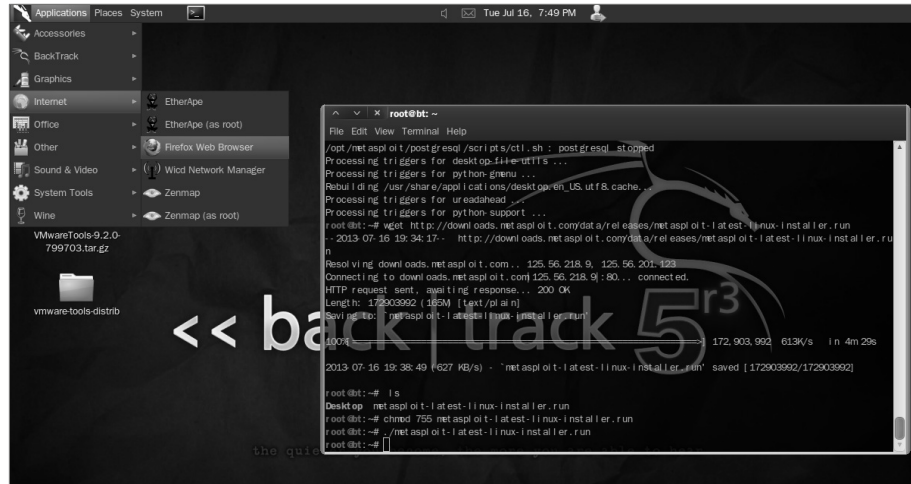 Applications Places System
Tue Jul 16, 7:49 PM
Accessories
BackTrack
Graphics
Internet
Office
Other
Sound & Video
System Tools
Wine
EtherApe
EtherApe (as root)
Firefox Web Browser
Wicd Network Manager
Zenmap
Zenmap (as root)
VMwareTools-9.2.0-
799703.tar.gz
vmware-tools-distrib
<< back | track 5 r3
the quie
root@bt: ~
File Edit View Terminal Help
/opt/metasploit/postgresql/scripts/ctl.sh : postgresql stopped
Processing triggers for desktop-file-utils ...
Processing triggers for python-gmenu ...
Rebuilding /usr/share/applications/desktop.en_US.utf8.cache...
Processing triggers for ureadahead ...
Processing triggers for python-support ...
root@bt:~# wget http://downloads.metasploit.com/data/releases/metasploit-latest-linux-installer.run
--2013-07-16 19:34:17-- http://downloads.metasploit.com/data/releases/metasploit-latest-linux-installer.ru
n
Resolving downloads.metasploit.com... 125.56.218.9, 125.56.201.123
Connecting to downloads.metasploit.com|125.56.218.9|:80... connected.
HTTP request sent, awaiting response... 200 OK
Length: 172903992 (165M) [text/plain]
Saving to: `metasploit-latest-linux-installer.run'
100%[======================================>] 172,903,992 613K/s in 4m 29s
2013-07-16 19:38:49 (627 KB/s) - `metasploit-latest-linux-installer.run' saved [172903992/172903992]
root@bt:~# ls
Desktop metasploit-latest-linux-installer.run
root@bt:~# chmod 755 metasploit-latest-linux-installer.run
root@bt:~# ./metasploit-latest-linux-installer.run
root@bt:~#